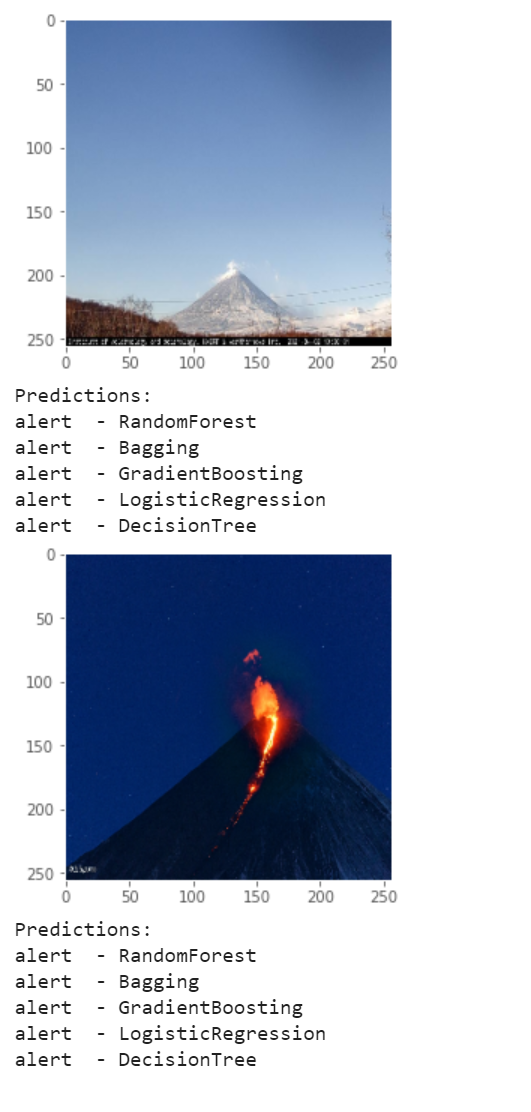 0
50
100
150
200
250
0 50 100 150 200 250
Predictions:
alert - RandomForest
alert - Bagging
alert - GradientBoosting
alert - LogisticRegression
alert - DecisionTree
0
50
100
150
200
250
0 50 100 150 200 250
Predictions:
alert - RandomForest
alert - Bagging
alert - GradientBoosting
alert - LogisticRegression
alert - DecisionTree